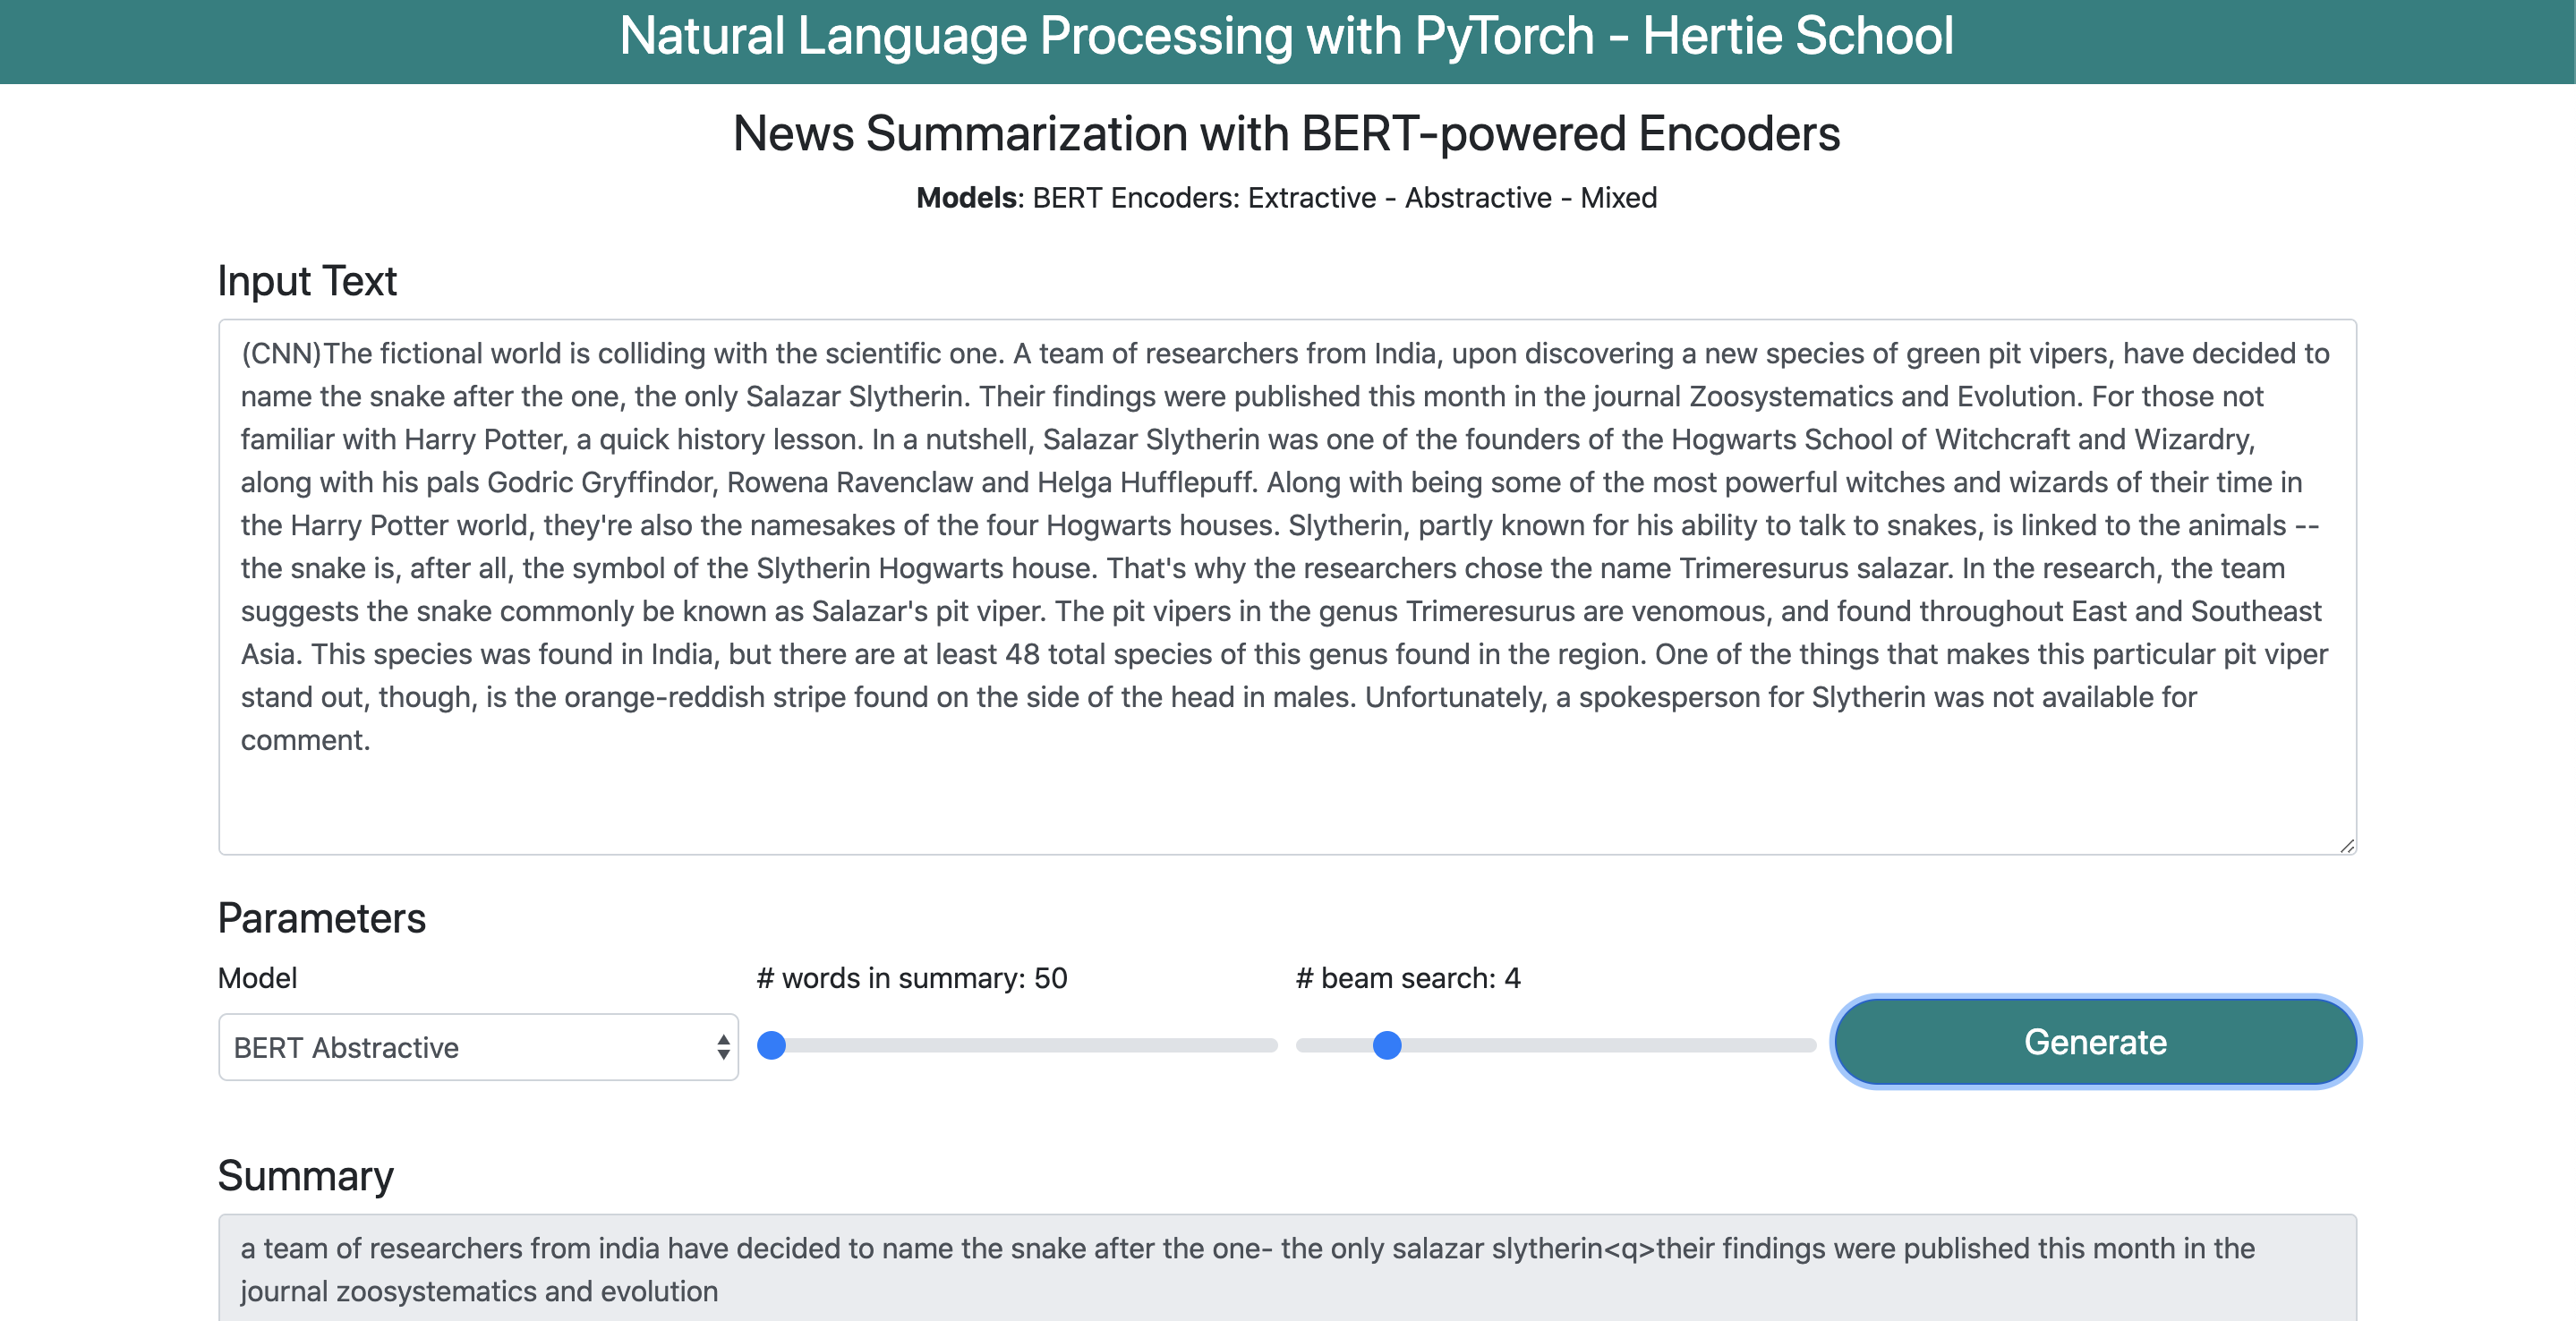 Natural Language Processing with PyTorch - Hertie School
News Summarization with BERT-powered Encoders
Models: BERT Encoders: Extractive - Abstractive - Mixed
Input Text
(CNN)The fictional world is colliding with the scientific one. A team of researchers from India, upon discovering a new species of green pit vipers, have decided to
name the snake after the one, the only Salazar Slytherin. Their findings were published this month in the journal Zoosystematics and Evolution. For those not
familiar with Harry Potter, a quick history lesson. In a nutshell, Salazar Slytherin was one of the founders of the Hogwarts School of Witchcraft and Wizardry,
along with his pals Godric Gryffindor, Rowena Ravenclaw and Helga Hufflepuff. Along with being some of the most powerful witches and wizards of their time in
the Harry Potter world, they're also the namesakes of the four Hogwarts houses. Slytherin, partly known for his ability to talk to snakes, is linked to the animals --
the snake is, after all, the symbol of the Slytherin Hogwarts house. That's why the researchers chose the name Trimeresurus salazar. In the research, the team
suggests the snake commonly be known as Salazar's pit viper. The pit vipers in the genus Trimeresurus are venomous, and found throughout East and Southeast
Asia. This species was found in India, but there are at least 48 total species of this genus found in the region. One of the things that makes this particular pit viper
stand out, though, is the orange-reddish stripe found on the side of the head in males. Unfortunately, a spokesperson for Slytherin was not available for
comment.
Parameters
Model
# words in summary: 50
# beam search: 4
BERT Abstractive
Generate
Summary
a team of researchers from india have decided to name the snake after the one- the only salazar slytherin<q>their findings were published this month in the
journal zoosystematics and evolution